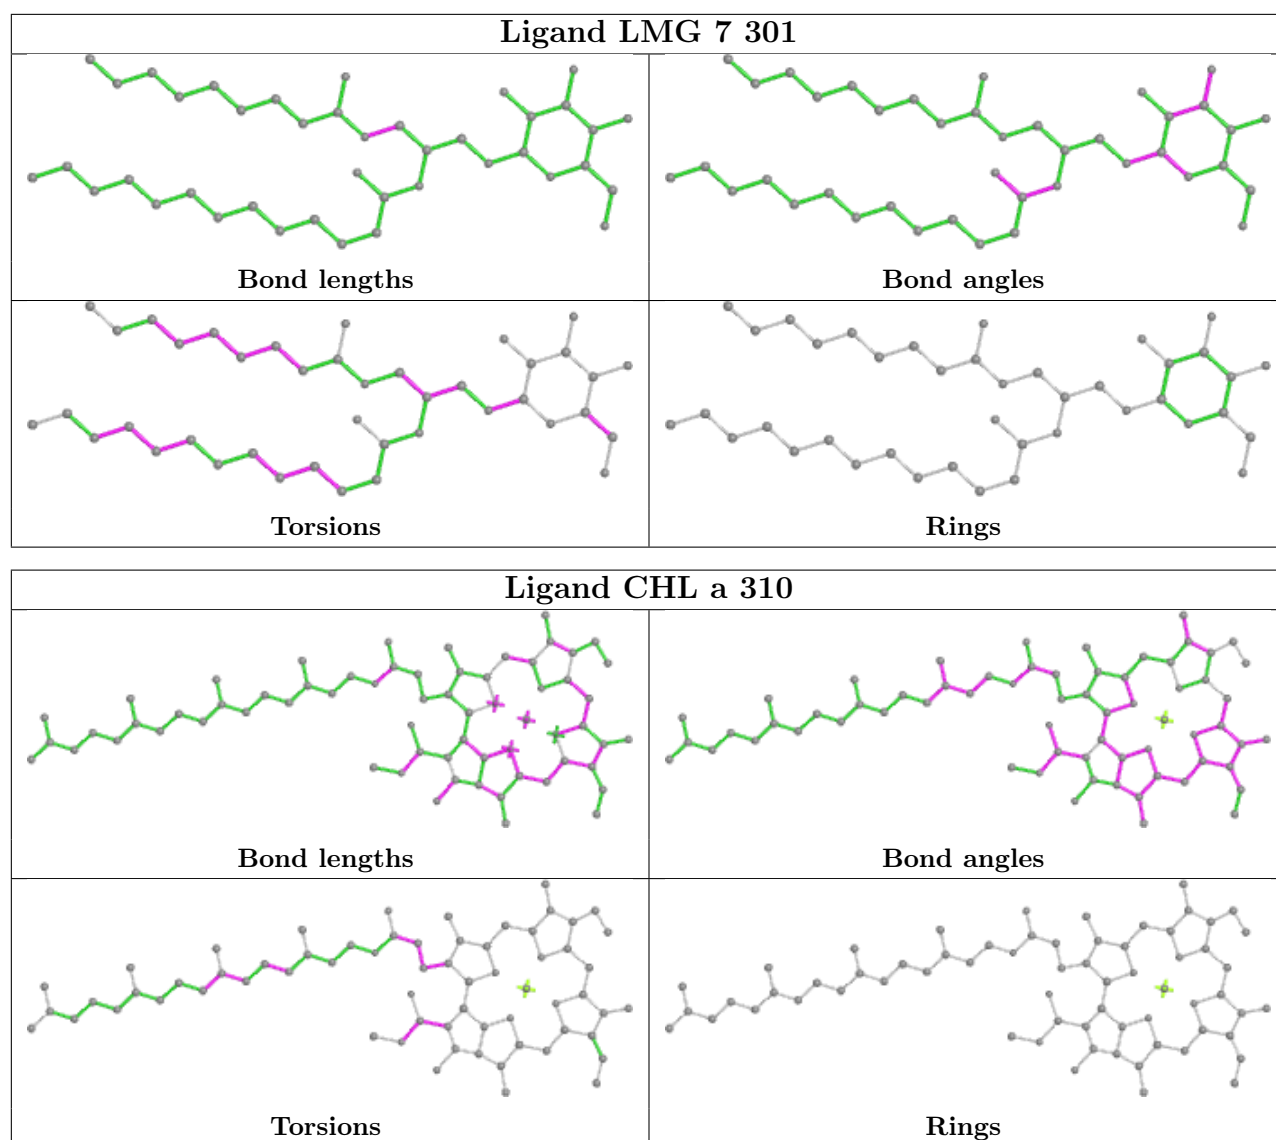 Ligand LMG 7 301
Bond lengths
Bond angles
Torsions
Rings
Ligand CHL a 310
Bond lengths
Bond angles
Torsions
Rings